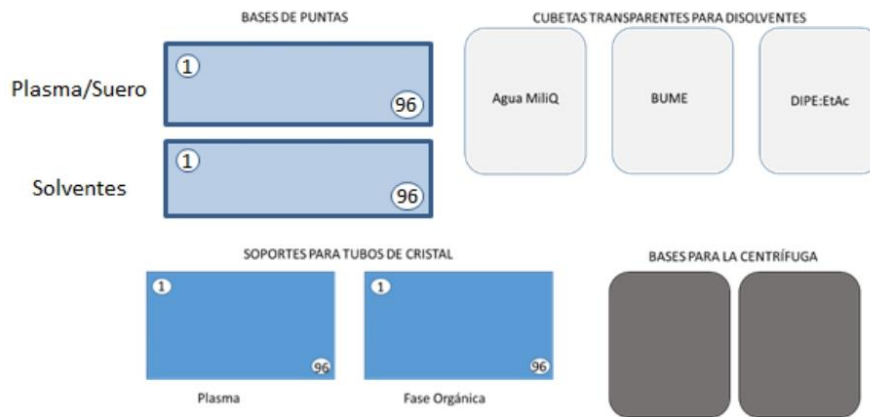 BASES DE PUNTAS
CUBETAS TRANSPARENTES PARA DISOLVENTES
Plasma/Suero
1
96
Agua MiliQ
BUME
DIPE:EtAc
Solventes
1
96
SOPORTES PARA TUBOS DE CRISTAL
BASES PARA LA CENTRÍFUGA
1
96
1
96
Plasma
Fase Orgánica